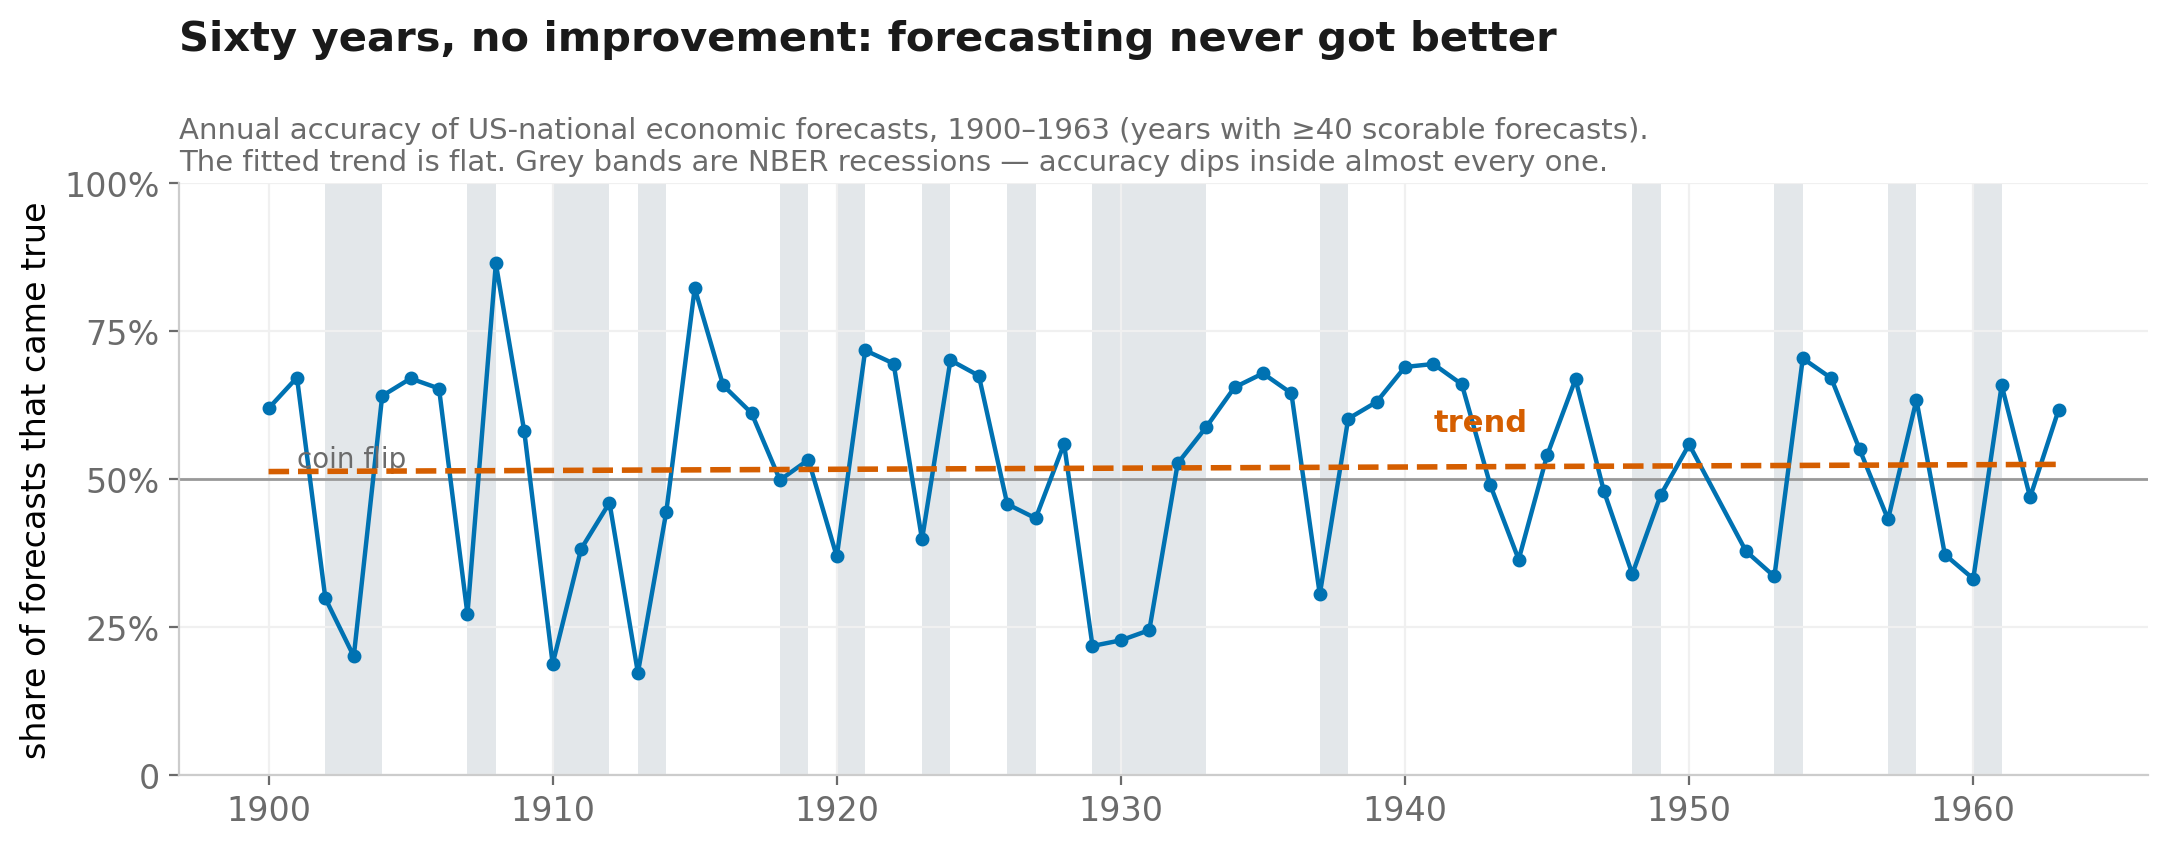 Sixty years, no improvement: forecasting never got better
Annual accuracy of US-national economic forecasts, 1900–1963 (years with ≥40 scorable forecasts).
The fitted trend is flat. Grey bands are NBER recessions — accuracy dips inside almost every one.
share of forecasts that came true
100%
75%
50%
25%
0
coin flip
trend
1900 1910 1920 1930 1940 1950 1960